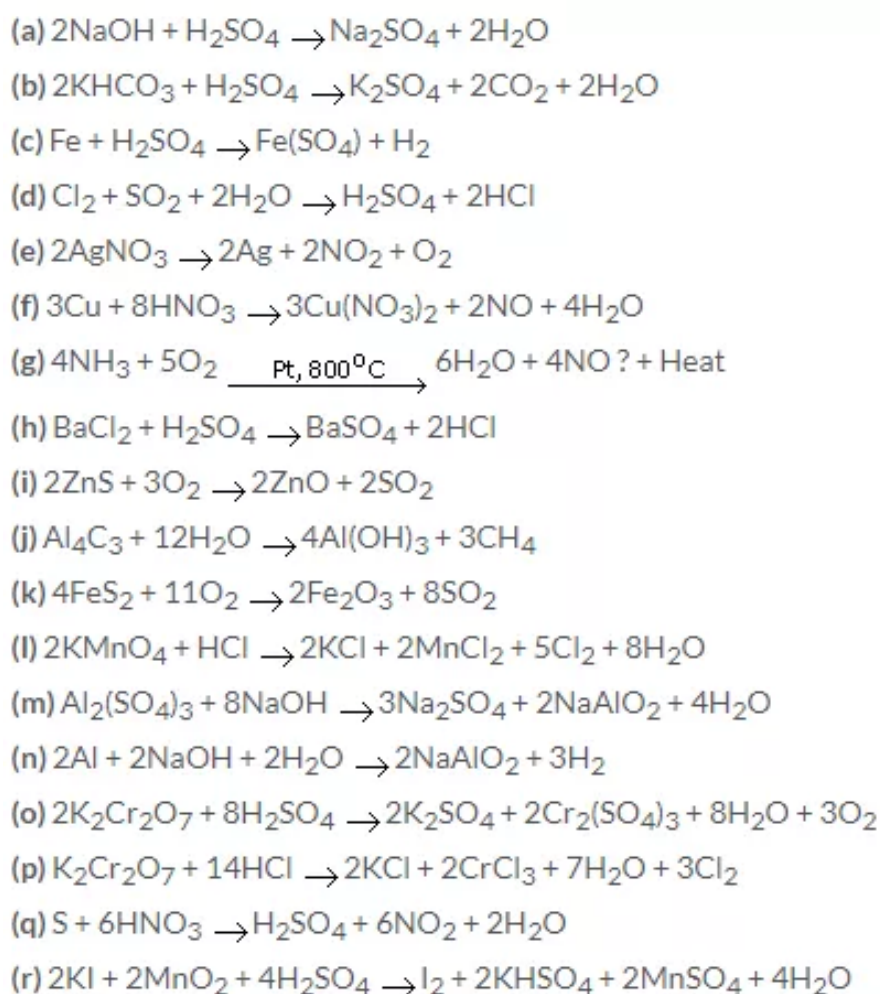 (a) 2NaOH + H₂SO₄ → Na₂SO₄ + 2H₂O
(b) 2KHCO₃ + H₂SO₄ → K₂SO₄ + 2CO₂ + 2H₂O
(c) Fe + H₂SO₄ → Fe(SO₄) + H₂
(d) Cl₂ + SO₂ + 2H₂O → H₂SO₄ + 2HCl
(e) 2AgNO₃ → 2Ag + 2NO₂ + O₂
(f) 3Cu + 8HNO₃ → 3Cu(NO₃)₂ + 2NO + 4H₂O
(g) 4NH₃ + 5O₂ Pt, 800⁰C → 6H₂O + 4NO ? + Heat
(h) BaCl₂ + H₂SO₄ → BaSO₄ + 2HCl
(i) 2ZnS + 3O₂ → 2ZnO + 2SO₂
(j) Al₄C₃ + 12H₂O → 4Al(OH)₃ + 3CH₄
(k) 4FeS₂ + 11O₂ → 2Fe₂O₃ + 8SO₂
(l) 2KMnO₄ + HCl → 2KCl + 2MnCl₂ + 5Cl₂ + 8H₂O
(m) Al₂(SO₄)₃ + 8NaOH → 3Na₂SO₄ + 2NaAlO₂ + 4H₂O
(n) 2Al + 2NaOH + 2H₂O → 2NaAlO₂ + 3H₂
(o) 2K₂Cr₂O₇ + 8H₂SO₄ → 2K₂SO₄ + 2Cr₂(SO₄)₃ + 8H₂O + 3O₂
(p) K₂Cr₂O₇ + 14HCl → 2KCl + 2CrCl₃ + 7H₂O + 3Cl₂
(q) S + 6HNO₃ → H₂SO₄ + 6NO₂ + 2H₂O
(r) 2KI + 2MnO₂ + 4H₂SO₄ → I₂ + 2KHSO₄ + 2MnSO₄ + 4H₂O